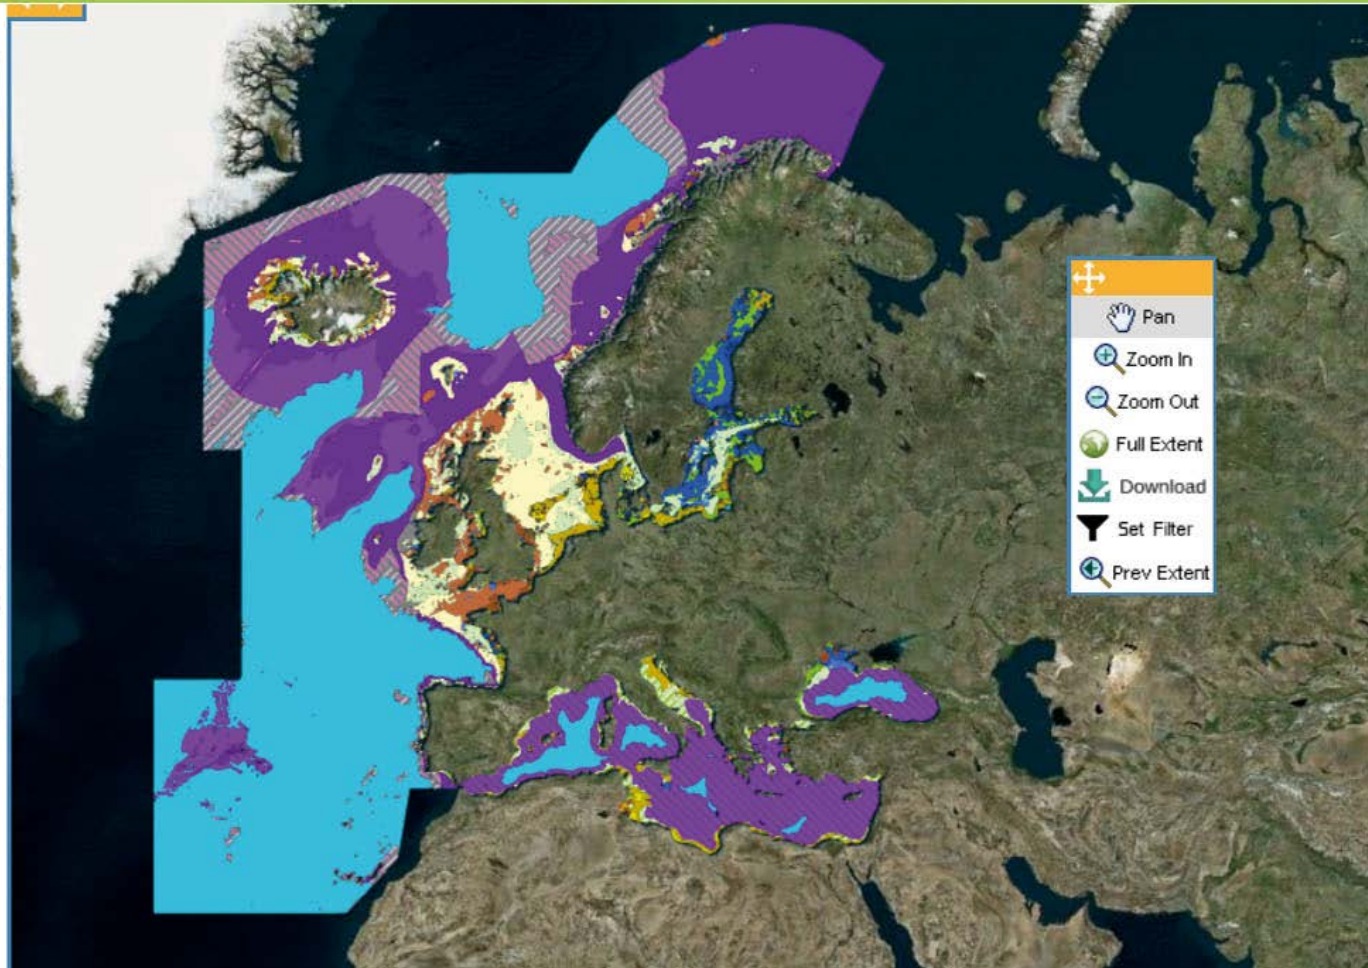 Pan
Zoom In
Zoom Out
Full Extent
Download
Set Filter
Prev Extent